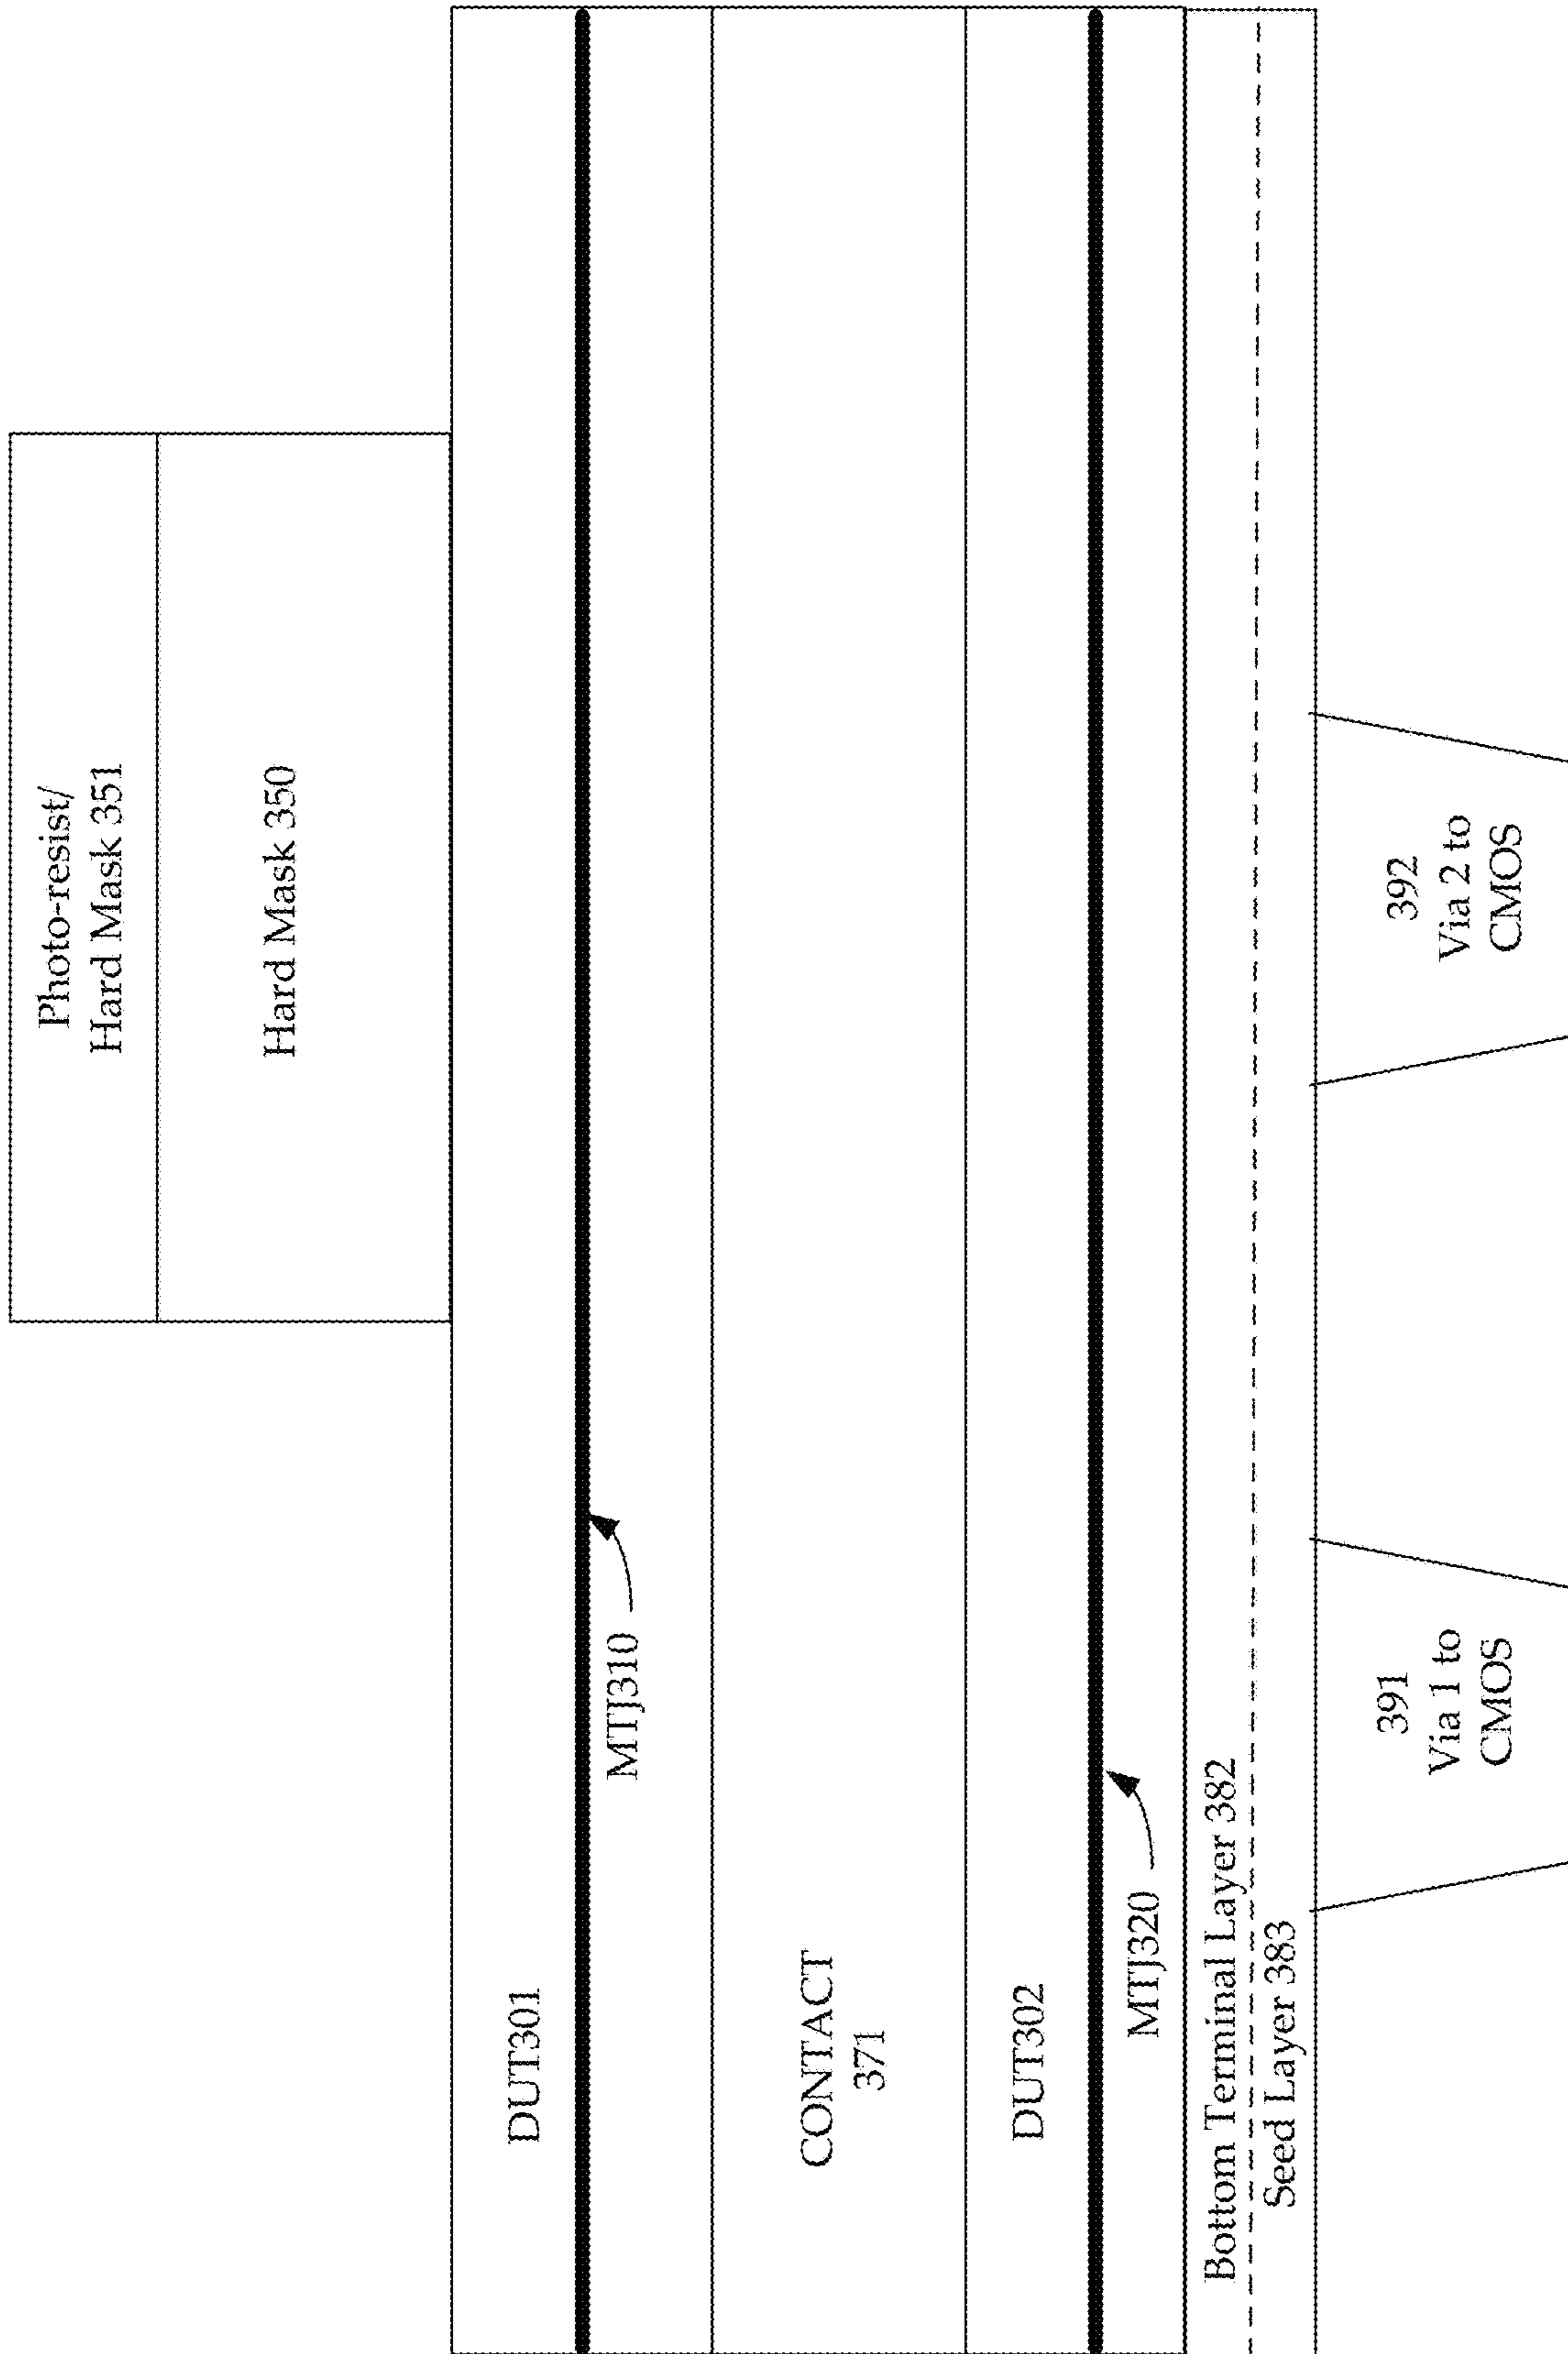 Photo-resist/
Hard Mask 351
Hard Mask 350
DUT301
MTJ310
CONTACT
371
DUT302
MTJ320
Bottom Terminal Layer 382
Seed Layer 383
391
Via 1 to
CMOS
392
Via 2 to
CMOS